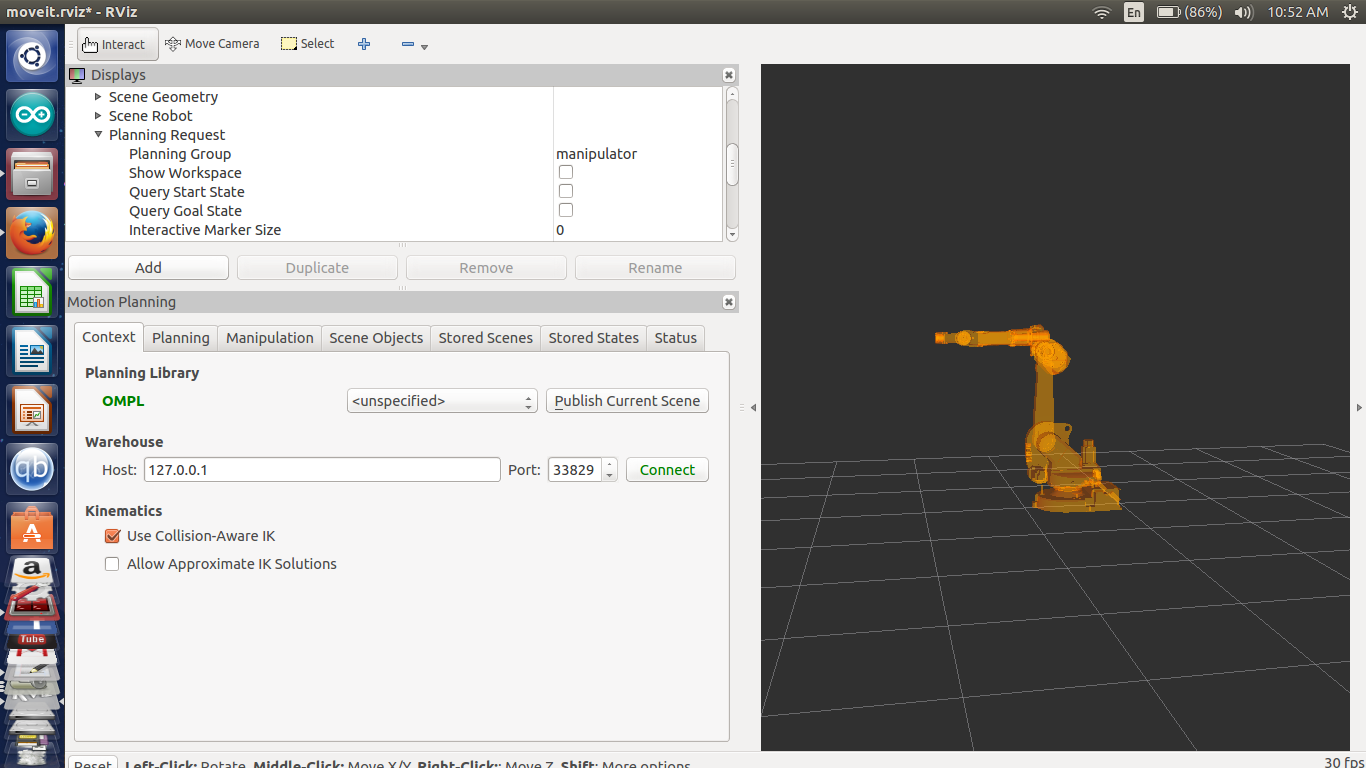 moveit.rviz* - RViz En (86%) 10:52 AM
Interact Move Camera Select
Displays
Scene Geometry
Scene Robot
Planning Request
Planning Group manipulator
Show Workspace
Query Start State
Query Goal State
Interactive Marker Size 0
Add Duplicate Remove Rename
Motion Planning
Context Planning Manipulation Scene Objects Stored Scenes Stored States Status
Planning Library
OMPL <unspecified> Publish Current Scene
Warehouse
Host: 127.0.0.1 Port: 33829 Connect
Kinematics
Use Collision-Aware IK
Allow Approximate IK Solutions
qb
A
a
Tube
Reset Left-Click: Rotate. Middle-Click: Move X/Y. Right-Click:: Move Z. Shift: More options. 30 fps